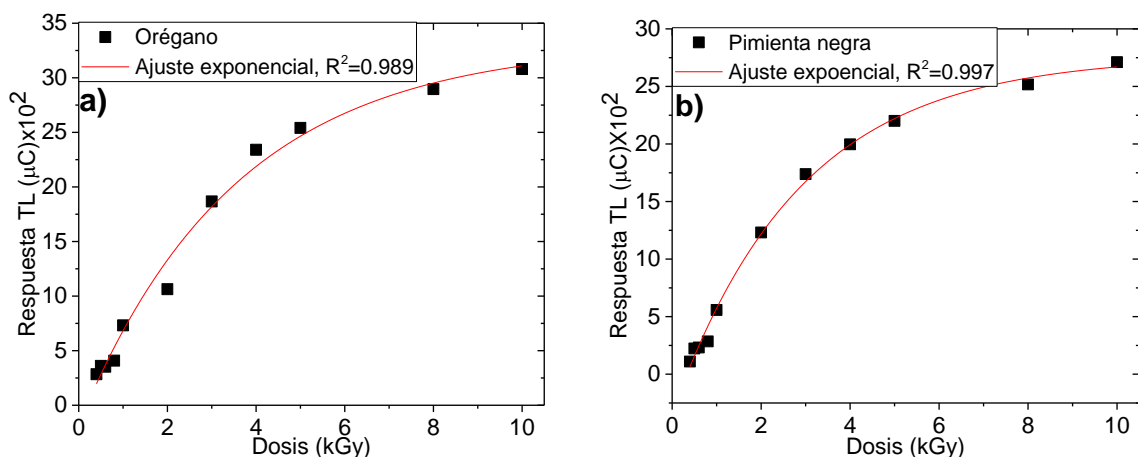 Orégano
Ajuste exponencial, R²=0.989
a)
35
30
25
20
15
10
5
0
Respuesta TL (μC)x10²
0 2 4 6 8 10
Dosis (kGy)
Pimienta negra
Ajuste expoencial, R²=0.997
b)
30
25
20
15
10
5
0
Respuesta TL (μC)X10²
0 2 4 6 8 10
Dosis (kGy)